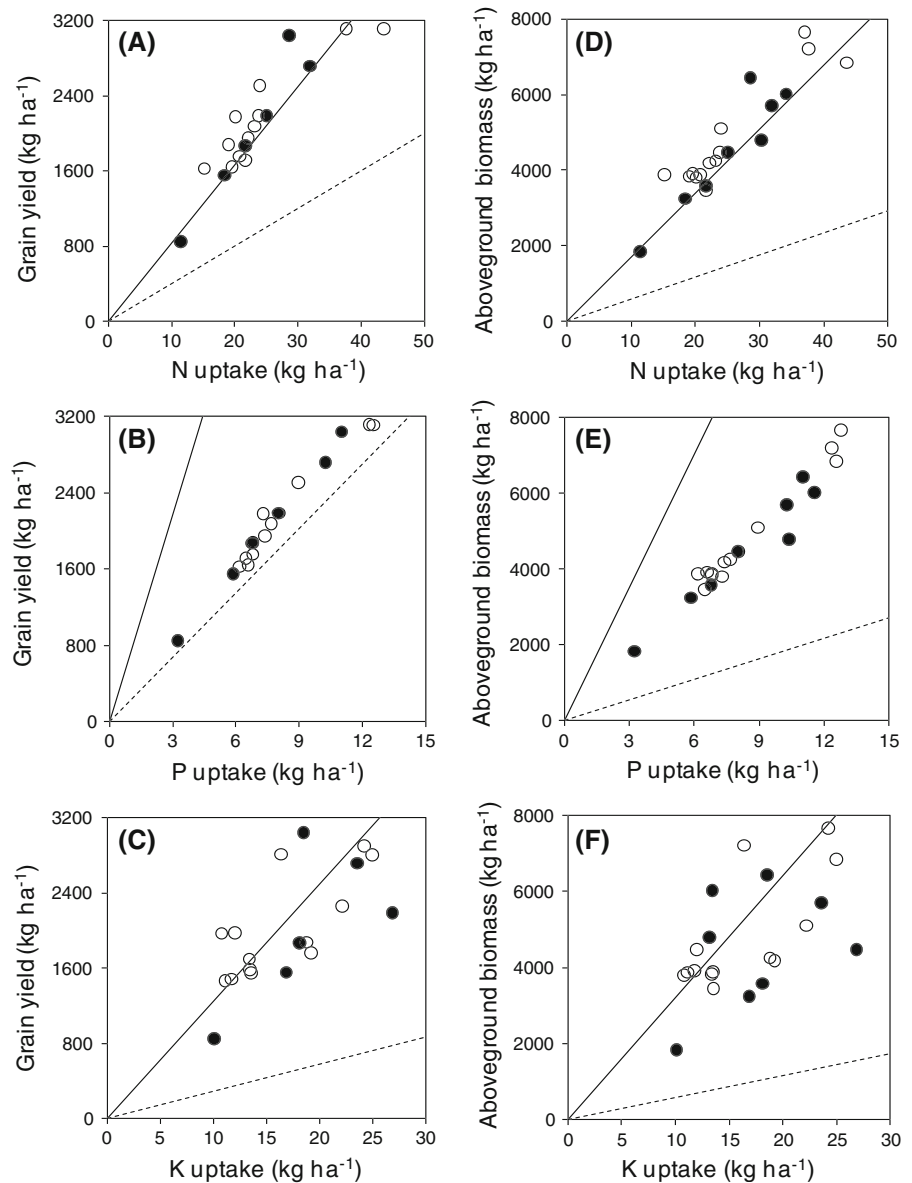 (A)
Grain yield (kg ha⁻¹)
3200
2400
1600
800
0
0 10 20 30 40 50
N uptake (kg ha⁻¹)
(D)
Aboveground biomass (kg ha⁻¹)
8000
6000
4000
2000
0
0 10 20 30 40 50
N uptake (kg ha⁻¹)
(B)
Grain yield (kg ha⁻¹)
3200
2400
1600
800
0
0 3 6 9 12 15
P uptake (kg ha⁻¹)
(E)
Aboveground biomass (kg ha⁻¹)
8000
6000
4000
2000
0
0 3 6 9 12 15
P uptake (kg ha⁻¹)
(C)
Grain yield (kg ha⁻¹)
3200
2400
1600
800
0
0 5 10 15 20 25 30
K uptake (kg ha⁻¹)
(F)
Aboveground biomass (kg ha⁻¹)
8000
6000
4000
2000
0
0 5 10 15 20 25 30
K uptake (kg ha⁻¹)